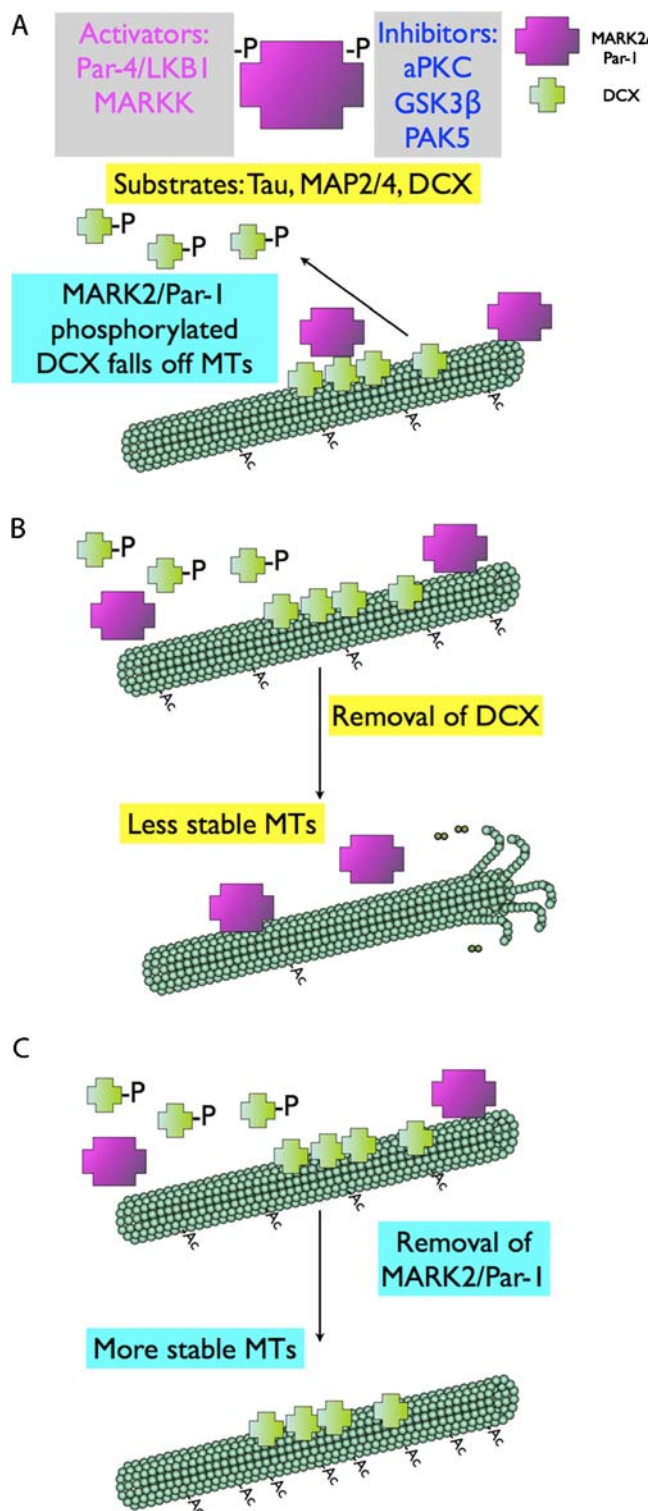 A
Activators:
Par-4/LKB1
MARKK
-P
-P
Inhibitors:
aPKC
GSK3β
PAK5
MARK2/
Par-1
DCX
Substrates: Tau, MAP2/4, DCX
-P
-P
-P
MARK2/Par-1
phosphorylated
DCX falls off MTs
-Ac
-Ac
-Ac
-Ac
B
-P
-P
-P
-Ac
-Ac
-Ac
-Ac
-Ac
Removal of DCX
Less stable MTs
-Ac
C
-P
-P
-P
-Ac
-Ac
-Ac
-Ac
Removal of
MARK2/Par-1
More stable MTs
-Ac
-Ac
-Ac
-Ac
-Ac
-Ac
-Ac